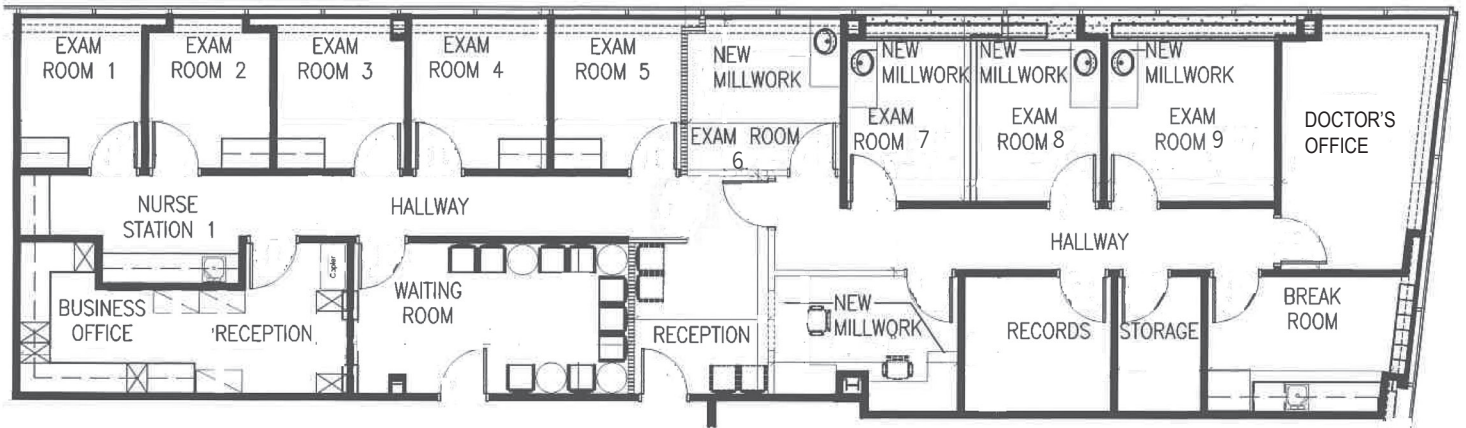 EXAM
ROOM 1
EXAM
ROOM 2
EXAM
ROOM 3
EXAM
ROOM 4
EXAM
ROOM 5
NEW
MILLWORK
EXAM ROOM
6
NEW
MILLWORK
EXAM
ROOM 7
NEW
MILLWORK
EXAM
ROOM 8
NEW
MILLWORK
EXAM
ROOM 9
DOCTOR'S
OFFICE
NURSE
STATION 1
HALLWAY
HALLWAY
BUSINESS
OFFICE
RECEPTION
Copier
WAITING
ROOM
RECEPTION
NEW
MILLWORK
RECORDS
STORAGE
BREAK
ROOM